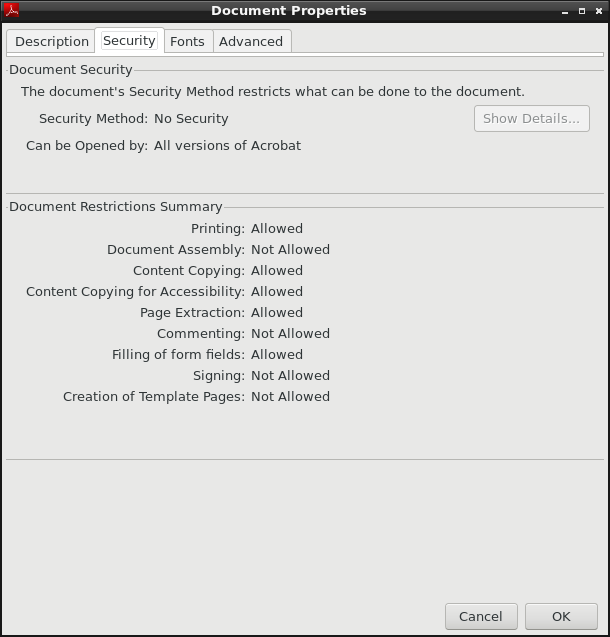 Document Properties
Description Security Fonts Advanced
Document Security
The document's Security Method restricts what can be done to the document.
Security Method: No Security
Show Details...
Can be Opened by: All versions of Acrobat
Document Restrictions Summary
Printing: Allowed
Document Assembly: Not Allowed
Content Copying: Allowed
Content Copying for Accessibility: Allowed
Page Extraction: Allowed
Commenting: Not Allowed
Filling of form fields: Allowed
Signing: Not Allowed
Creation of Template Pages: Not Allowed
Cancel OK